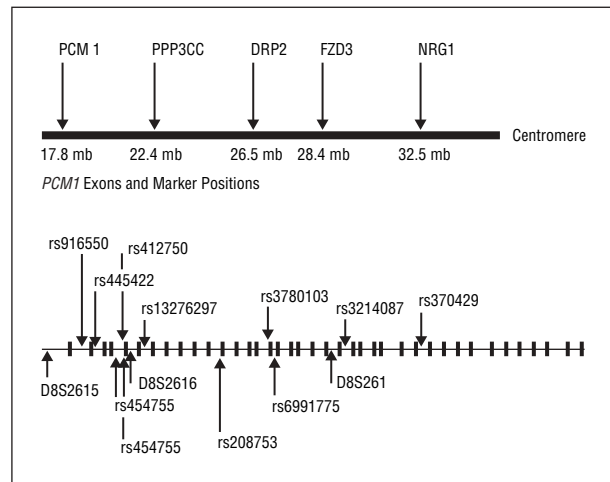 PCM 1 PPP3CC DRP2 FZD3 NRG1
Centromere
17.8 mb 22.4 mb 26.5 mb 28.4 mb 32.5 mb
PCM1 Exons and Marker Positions
rs916550 rs412750
rs445422
rs13276297 rs3780103 rs3214087 rs370429
D8S2615 D8S2616 D8S261
rs454755 rs6991775
rs454755 rs208753